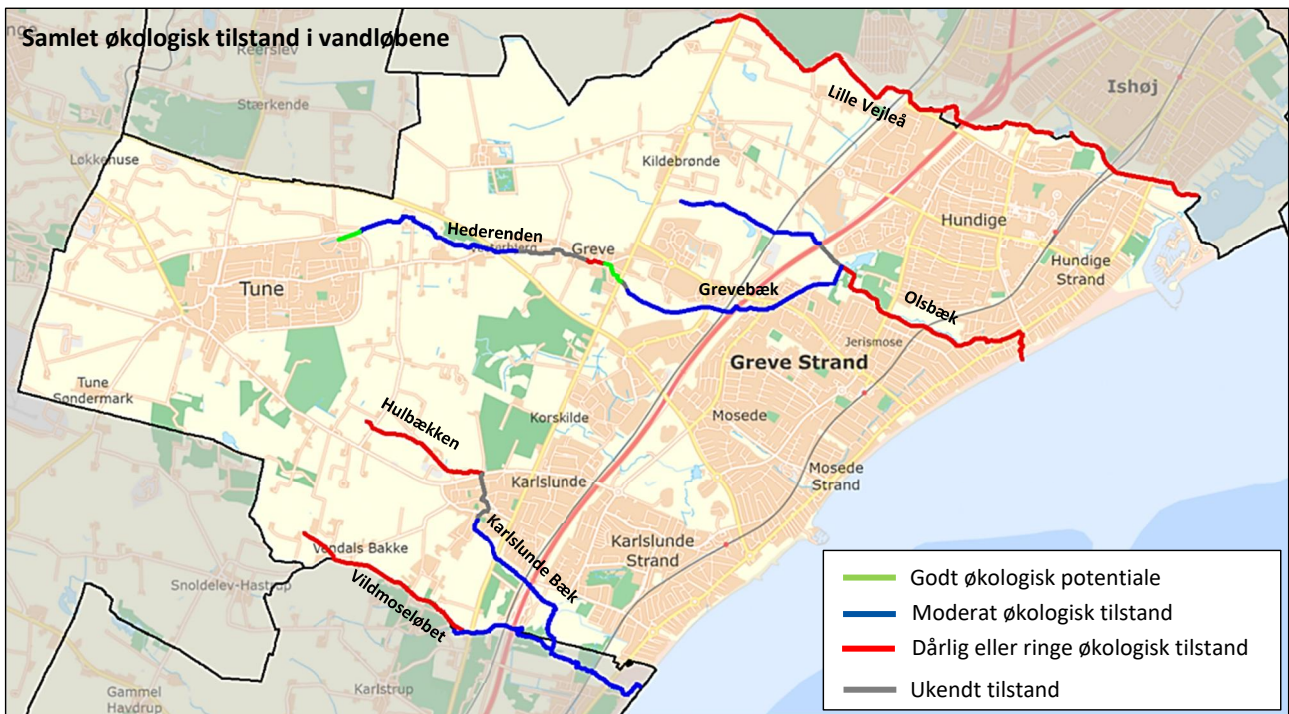 Samlet økologisk tilstand i vandløbene
Reerslev
Stærkende
Løkkehuse
Ishøj
Lille Vejleå
Kildebrønde
Hundige
Hederenden
Greve
Hundige
Strand
Tune
Grevebæk
Olsbæk
Jerismose
Greve Strand
Tune
Søndermark
Hulbækken
Korskilde
Mosede
Mosede
Strand
Karlslunde
Karlslunde Bæk
Karlslunde
Strand
Vendals Bakke
Snoldelev-Hastrup
Vildmoseløbet
Karlstrup
Gammel
Havdrup
Godt økologisk potentiale
Moderat økologisk tilstand
Dårlig eller ringe økologisk tilstand
Ukendt tilstand